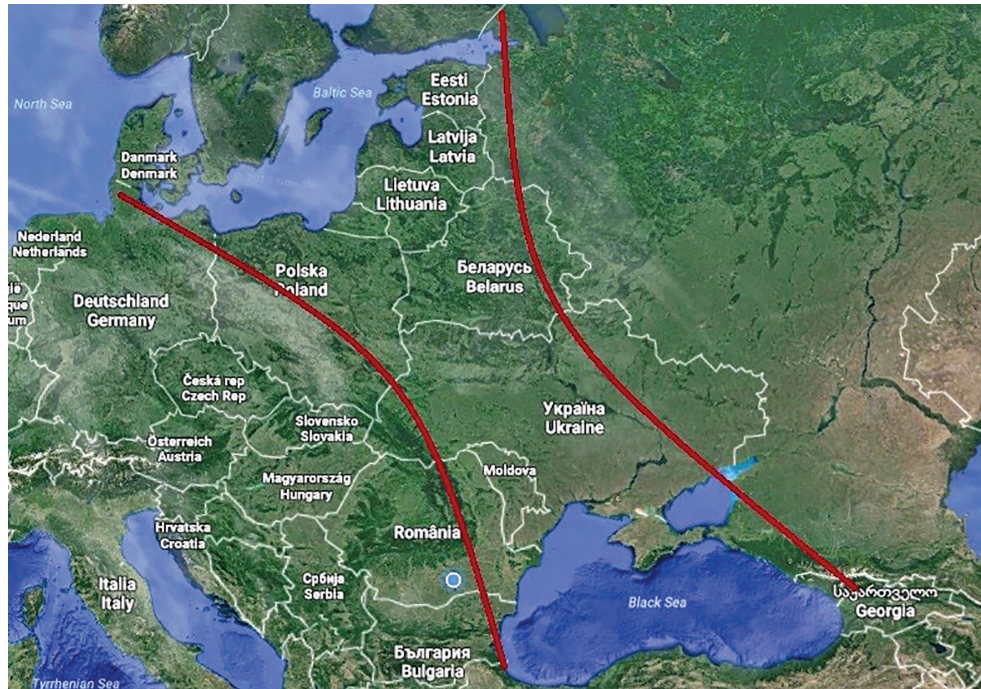 North Sea
Baltic Sea
Eesti
Estonia
Latvija
Latvia
Danmark
Denmark
Lietuva
Lithuania
Nederland
Netherlands
Polska
Poland
Беларусь
Belarus
Deutschland
Germany
Česká rep
Czech Rep
Україна
Ukraine
Slovensko
Slovakia
Österreich
Austria
Moldova
Magyarország
Hungary
Hrvatska
Croatia
România
Italia
Italy
Србија
Serbia
Black Sea
საქართველო
Georgia
България
Bulgaria
Tyrrhenian Sea